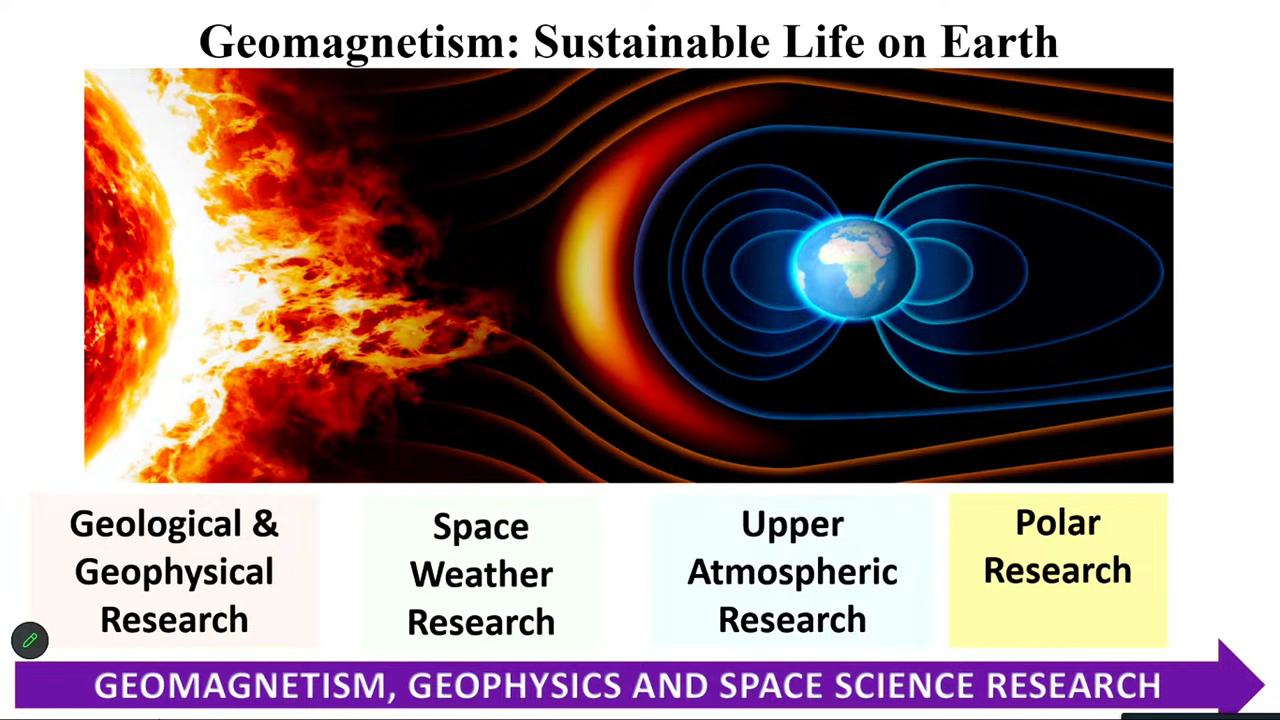 Geomagnetism: Sustainable Life on Earth
Geological &
Geophysical
Research
Space
Weather
Research
Upper
Atmospheric
Research
Polar
Research
GEOMAGNETISM, GEOPHYSICS AND SPACE SCIENCE RESEARCH